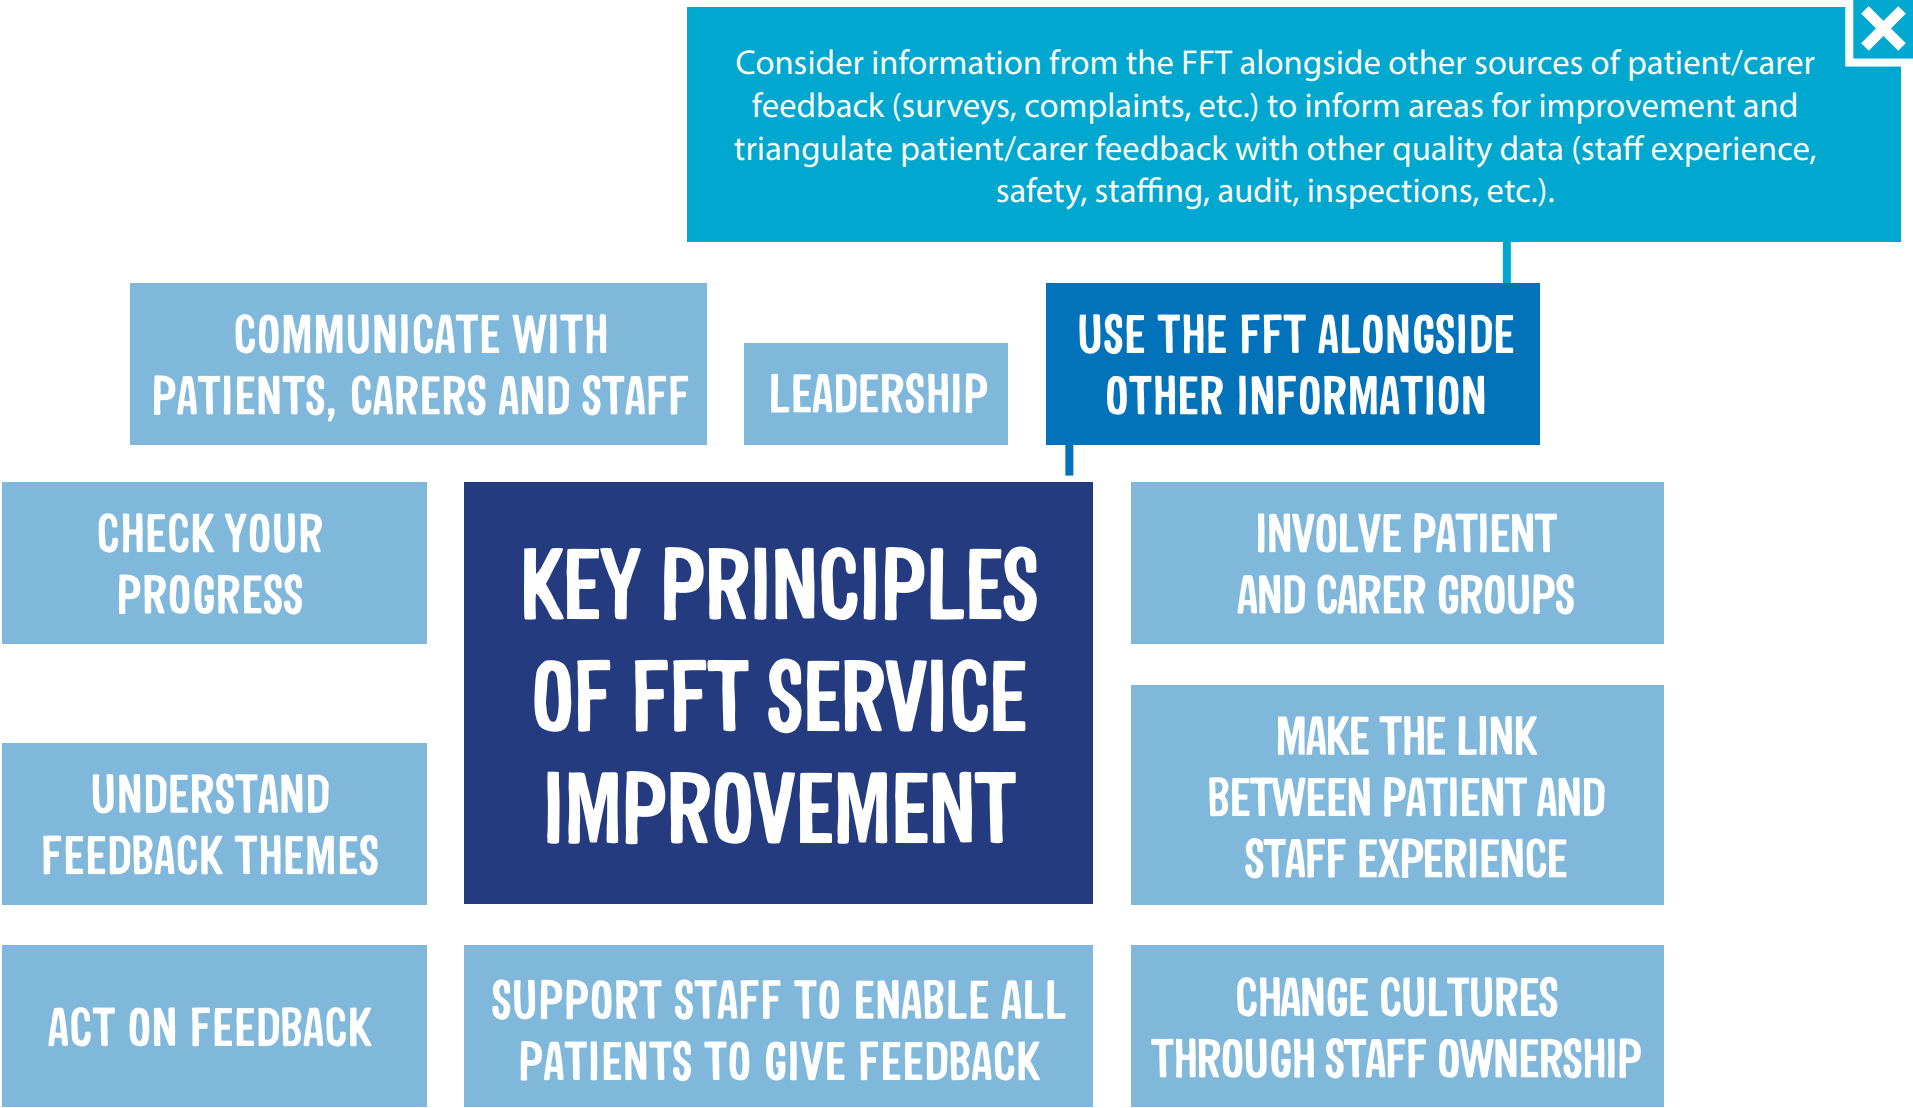 Consider information from the FFT alongside other sources of patient/carer
feedback (surveys, complaints, etc.) to inform areas for improvement and
triangulate patient/carer feedback with other quality data (staff experience,
safety, staffing, audit, inspections, etc.).
COMMUNICATE WITH
PATIENTS, CARERS AND STAFF
LEADERSHIP
USE THE FFT ALONGSIDE
OTHER INFORMATION
CHECK YOUR
PROGRESS
KEY PRINCIPLES
OF FFT SERVICE
IMPROVEMENT
INVOLVE PATIENT
AND CARER GROUPS
UNDERSTAND
FEEDBACK THEMES
MAKE THE LINK
BETWEEN PATIENT AND
STAFF EXPERIENCE
ACT ON FEEDBACK
SUPPORT STAFF TO ENABLE ALL
PATIENTS TO GIVE FEEDBACK
CHANGE CULTURES
THROUGH STAFF OWNERSHIP